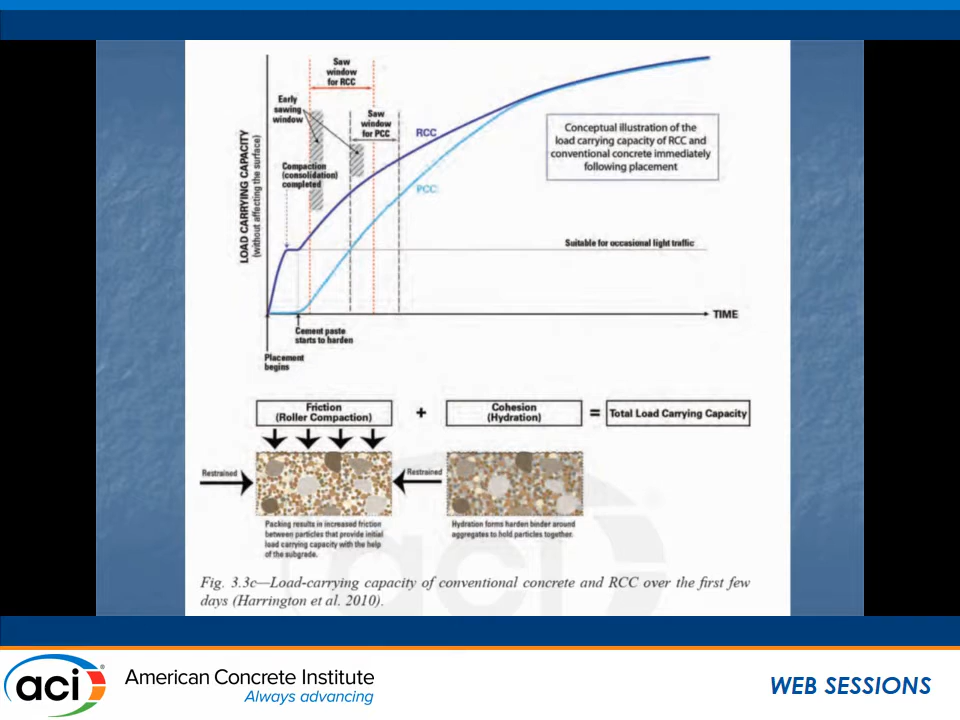 Saw
window
for RCC
Early
sawing
window
Saw
window
for PCC
RCC
PCC
Compaction
(consolidation)
completed
LOAD CARRYING CAPACITY
(without affecting the surface)
Conceptual illustration of the
load carrying capacity of RCC and
conventional concrete immediately
following placement
Suitable for occasional light traffic
TIME
Cement paste
starts to harden
Placement
begins
Friction
(Roller Compaction)
+
Cohesion
(Hydration)
=
Total Load Carrying Capacity
Restrained
Restrained
Packing results in increased friction
between particles that provide initial
load carrying capacity with the help
of the subgrade.
Hydration forms harden binder around
aggregates to hold particles together.
aci
Fig. 3.3c—Load-carrying capacity of conventional concrete and RCC over the first few
days (Harrington et al. 2010).
aci®
American Concrete Institute
Always advancing
WEB SESSIONS